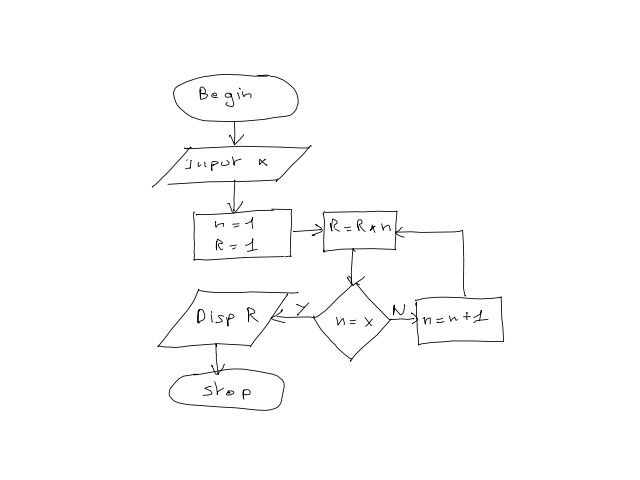 Begin
Input x
n=1
R=1
R=R*n
n=x
Y
N
n=n+1
Disp R
Stop